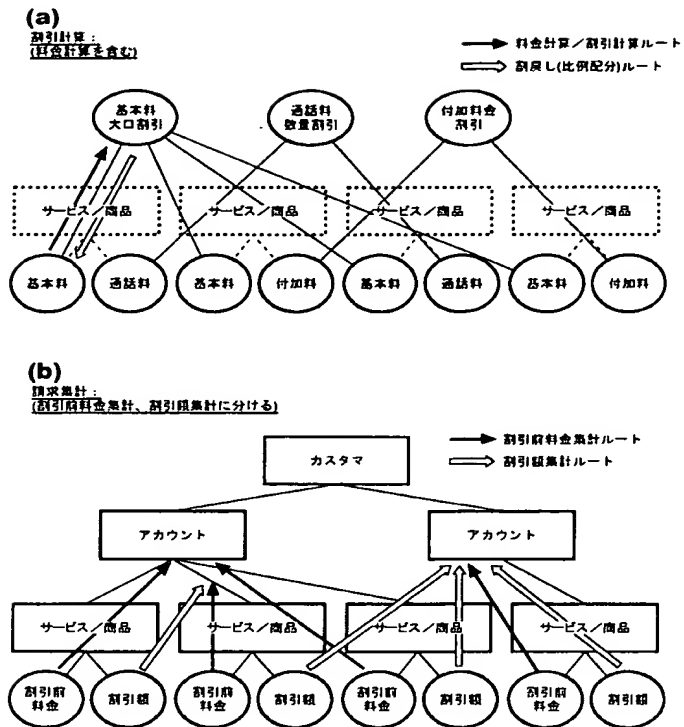 (a)
割引計算:
(料金計算を含む)
料金計算/割引計算ルート
割戻し(比例配分)ルート
基本料
大口割引
通話料
数量割引
付加料金
割引
サービス/商品
サービス/商品
サービス/商品
サービス/商品
基本料
通話料
基本料
付加料
基本料
通話料
基本料
付加料
(b)
請求集計:
(割引前料金集計、割引額集計に分ける)
割引前料金集計ルート
割引額集計ルート
カスタマ
アカウント
アカウント
サービス/商品
サービス/商品
サービス/商品
サービス/商品
割引前
料金
割引額
割引前
料金
割引額
割引前
料金
割引額
割引前
料金
割引額